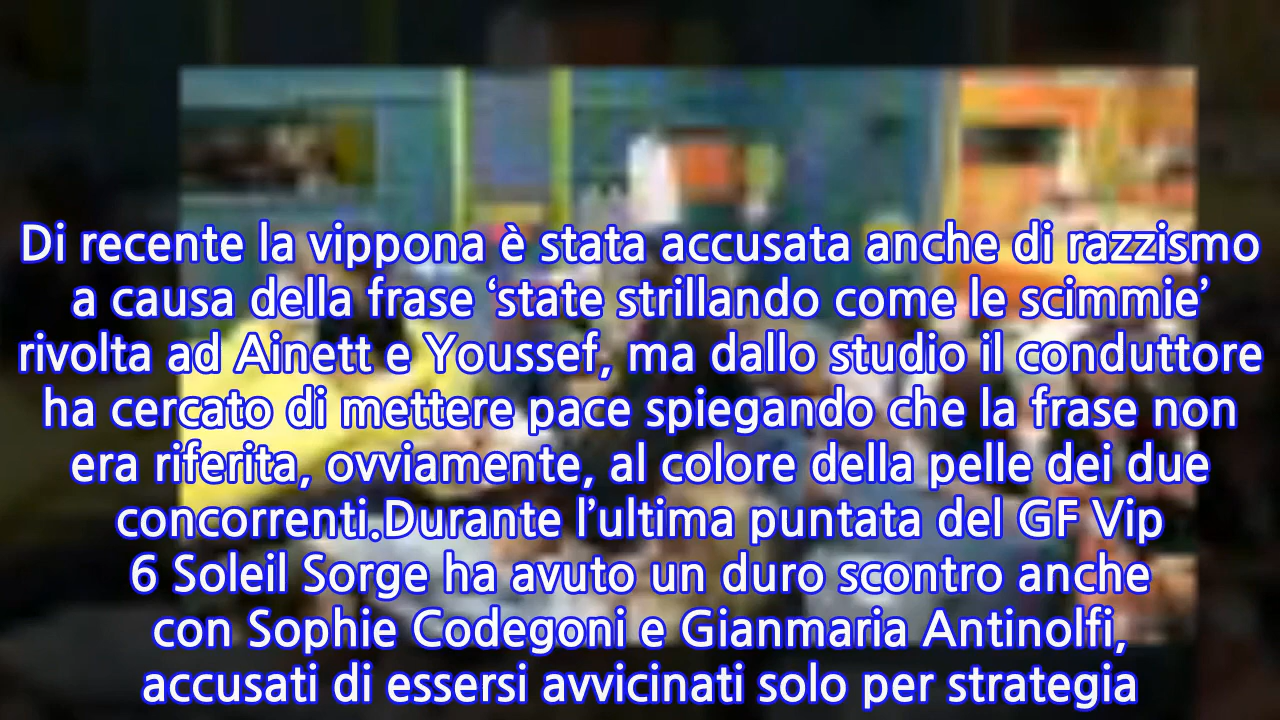 Di recente la vippona è stata accusata anche di razzismo
a causa della frase ‘state strillando come le scimmie’
rivolta ad Ainett e Youssef, ma dallo studio il conduttore
ha cercato di mettere pace spiegando che la frase non
era riferita, ovviamente, al colore della pelle dei due
concorrenti.Durante l’ultima puntata del GF Vip
6 Soleil Sorge ha avuto un duro scontro anche
con Sophie Codegoni e Gianmaria Antinolfi,
accusati di essersi avvicinati solo per strategia